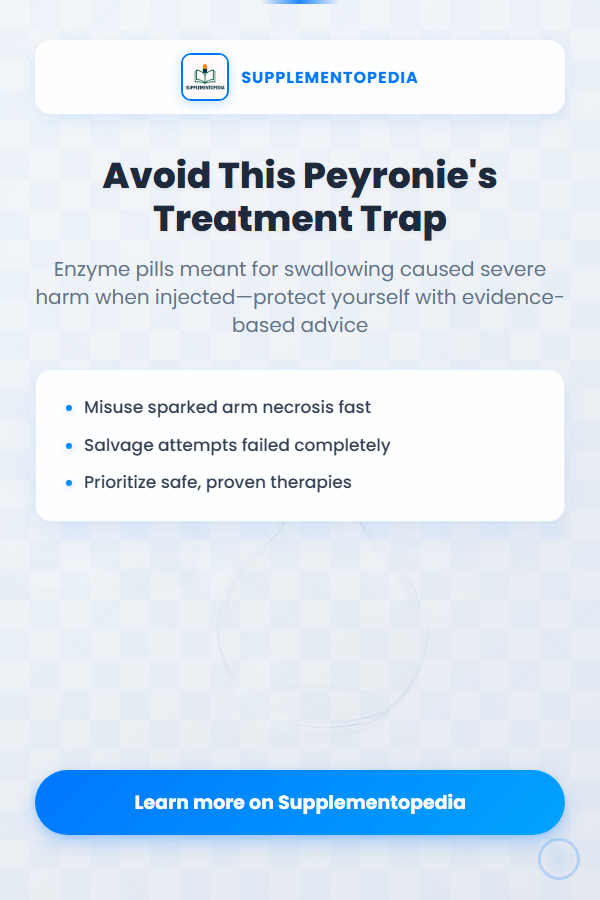 SUPPLEMENTOPEDIA
SUPPLEMENTOPEDIA
Avoid This Peyronie's
Treatment Trap
Enzyme pills meant for swallowing caused severe
harm when injected—protect yourself with evidence-
based advice
Misuse sparked arm necrosis fast
Salvage attempts failed completely
Prioritize safe, proven therapies
Learn more on Supplementopedia